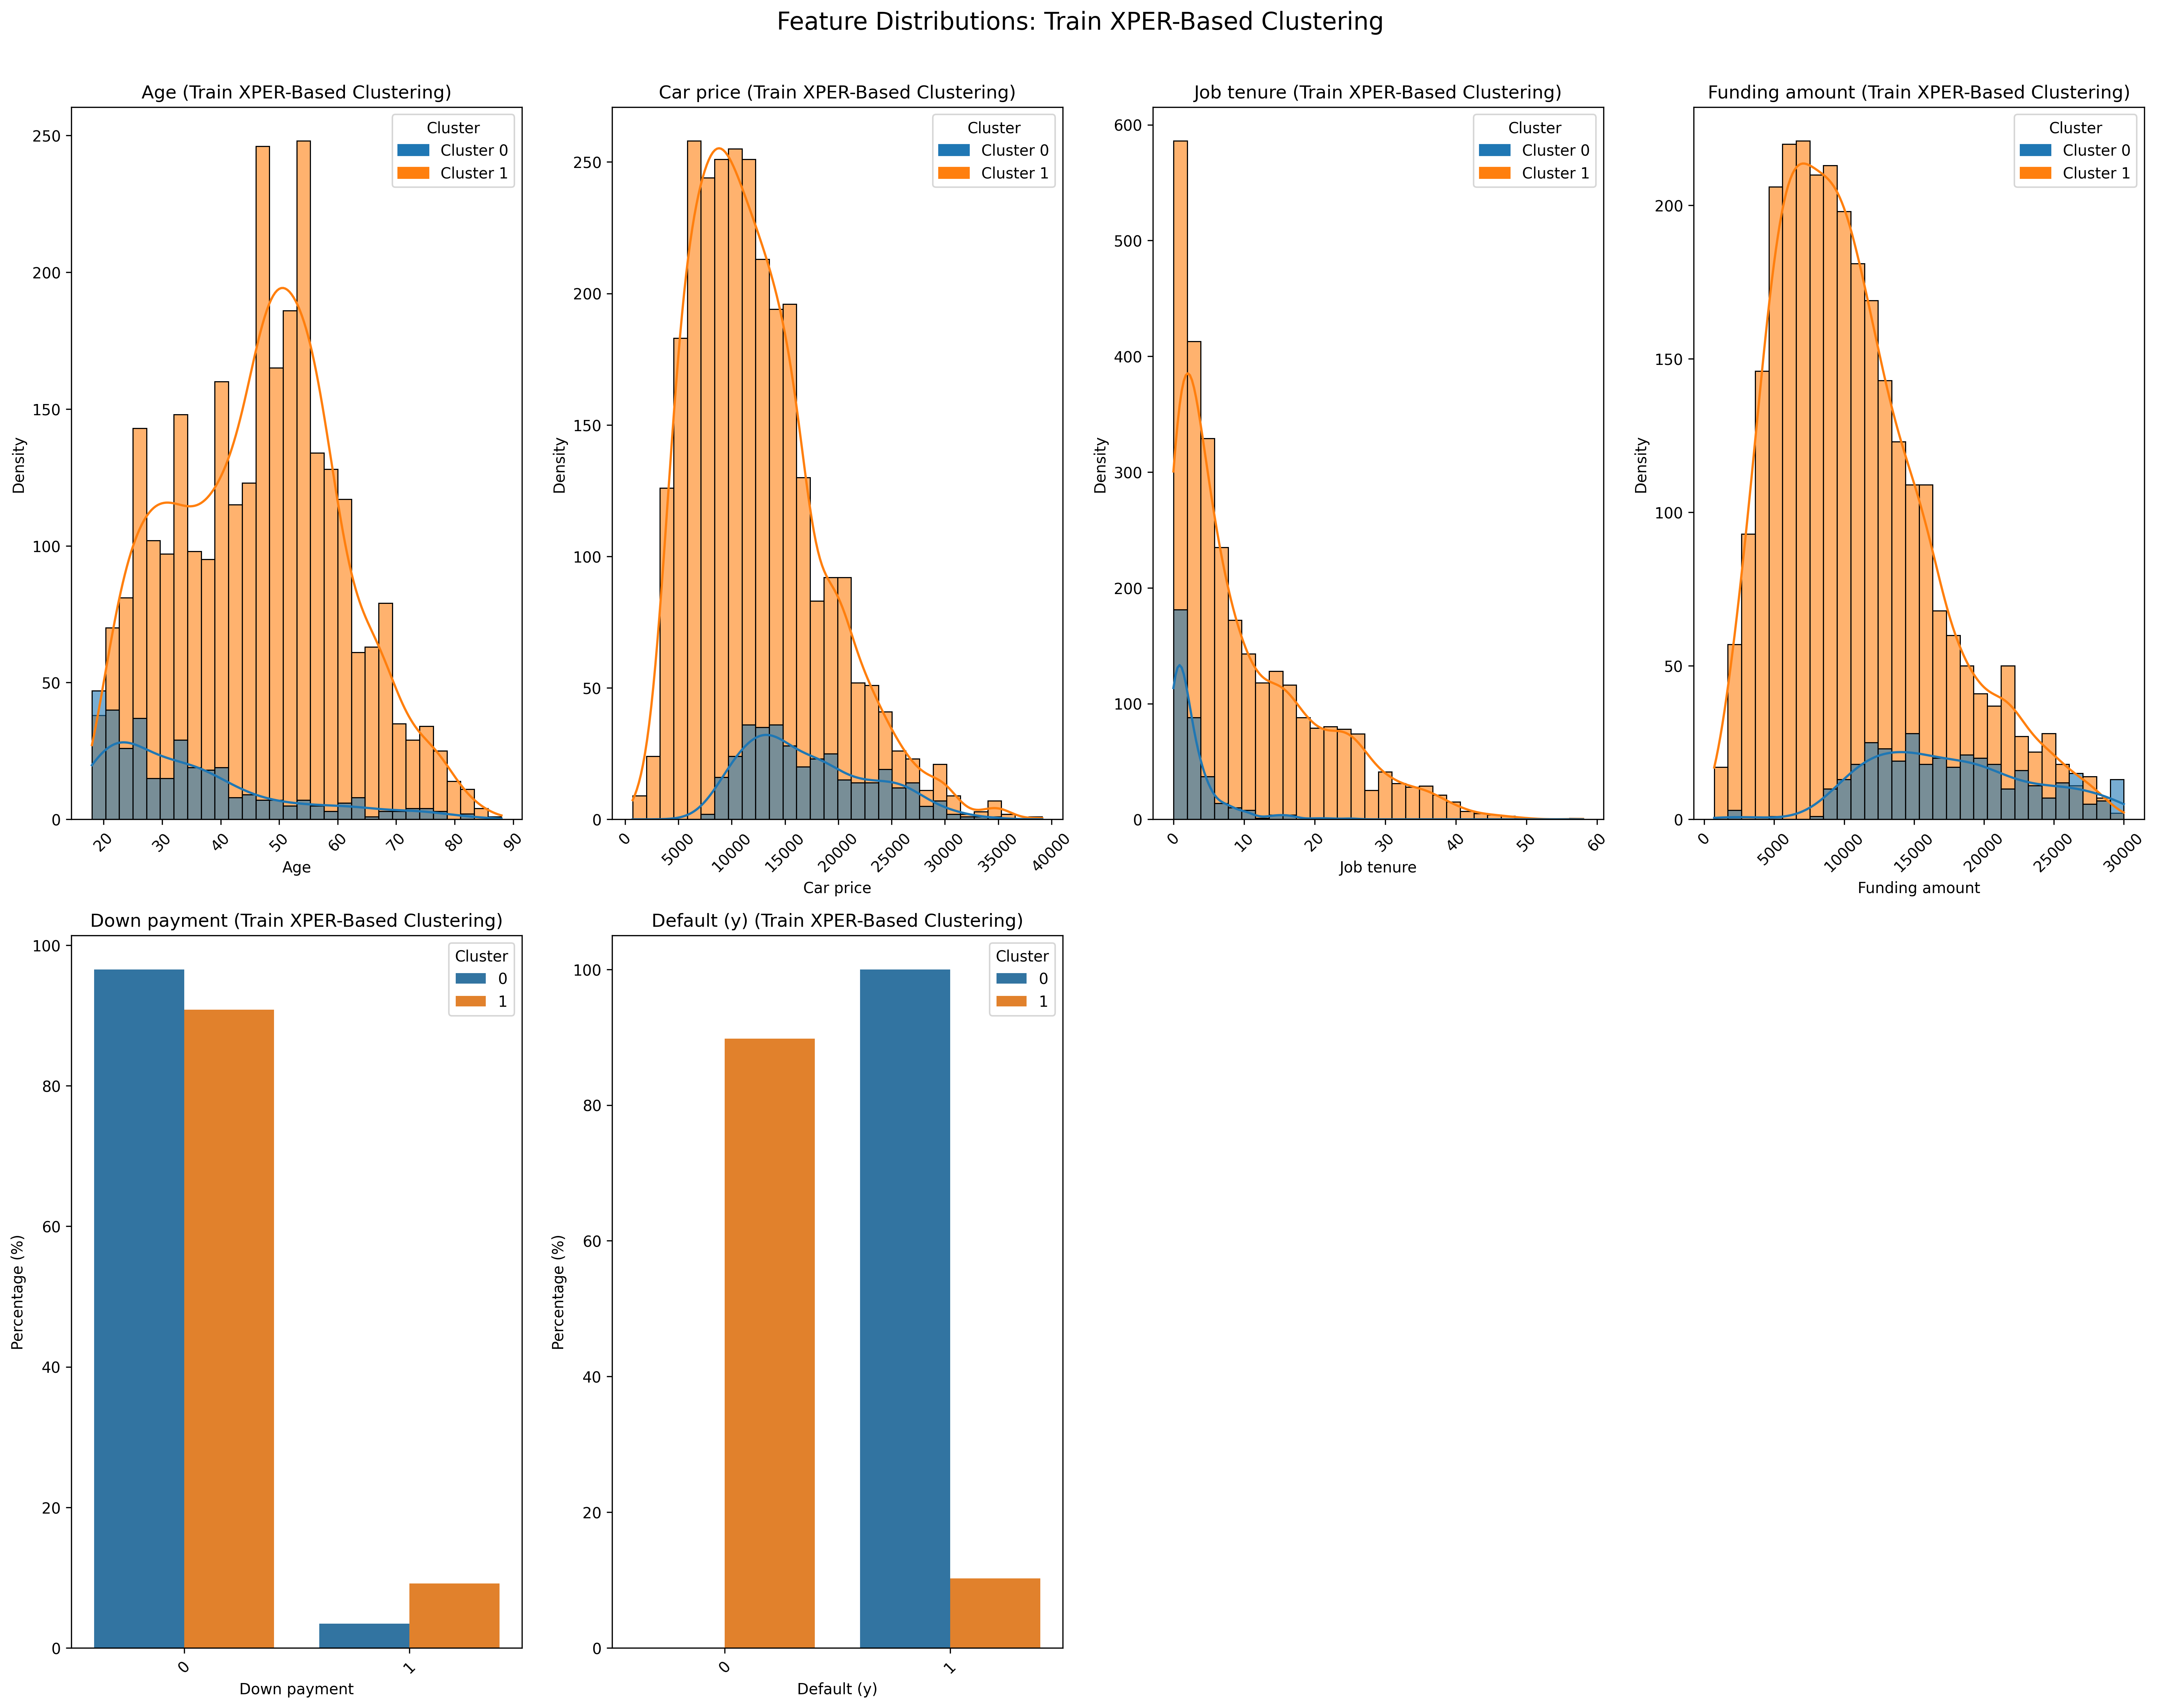 Feature Distributions: Train XPER-Based Clustering
Age (Train XPER-Based Clustering)
Cluster
Cluster 0
Cluster 1
250
200
150
100
50
0
Density
20
30
40
50
60
70
80
90
Age
Car price (Train XPER-Based Clustering)
Cluster
Cluster 0
Cluster 1
250
200
150
100
50
0
Density
0
5000
10000
15000
20000
25000
30000
35000
40000
Car price
Job tenure (Train XPER-Based Clustering)
Cluster
Cluster 0
Cluster 1
600
500
400
300
200
100
0
Density
0
10
20
30
40
50
60
Job tenure
Funding amount (Train XPER-Based Clustering)
Cluster
Cluster 0
Cluster 1
200
150
100
50
0
Density
0
5000
10000
15000
20000
25000
30000
Funding amount
Down payment (Train XPER-Based Clustering)
Cluster
0
1
100
80
60
40
20
0
Percentage (%)
0
1
Down payment
Default (y) (Train XPER-Based Clustering)
Cluster
0
1
100
80
60
40
20
0
Percentage (%)
0
1
Default (y)